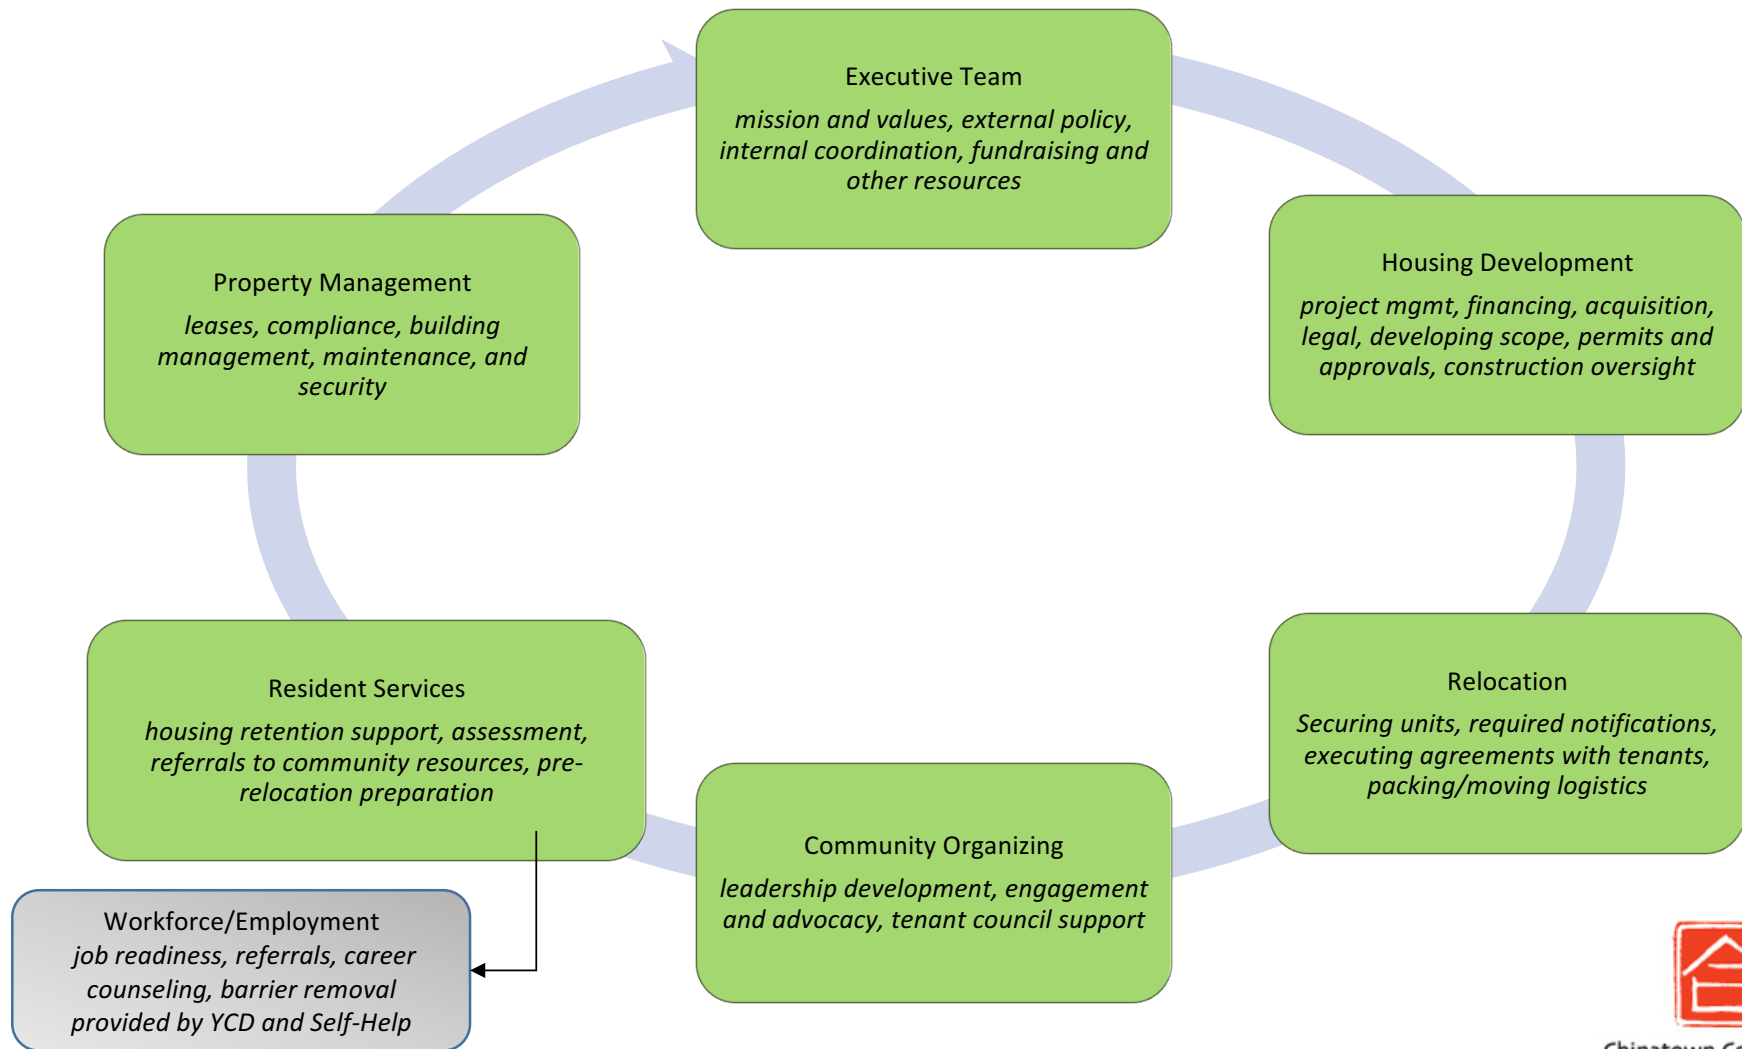 Executive Team
mission and values, external policy,
internal coordination, fundraising and
other resources
Housing Development
project mgmt, financing, acquisition,
legal, developing scope, permits and
approvals, construction oversight
Relocation
Securing units, required notifications,
executing agreements with tenants,
packing/moving logistics
Community Organizing
leadership development, engagement
and advocacy, tenant council support
Resident Services
housing retention support, assessment,
referrals to community resources, pre-
relocation preparation
Workforce/Employment
job readiness, referrals, career
counseling, barrier removal
provided by YCD and Self-Help
Property Management
leases, compliance, building
management, maintenance, and
security
Chinatown